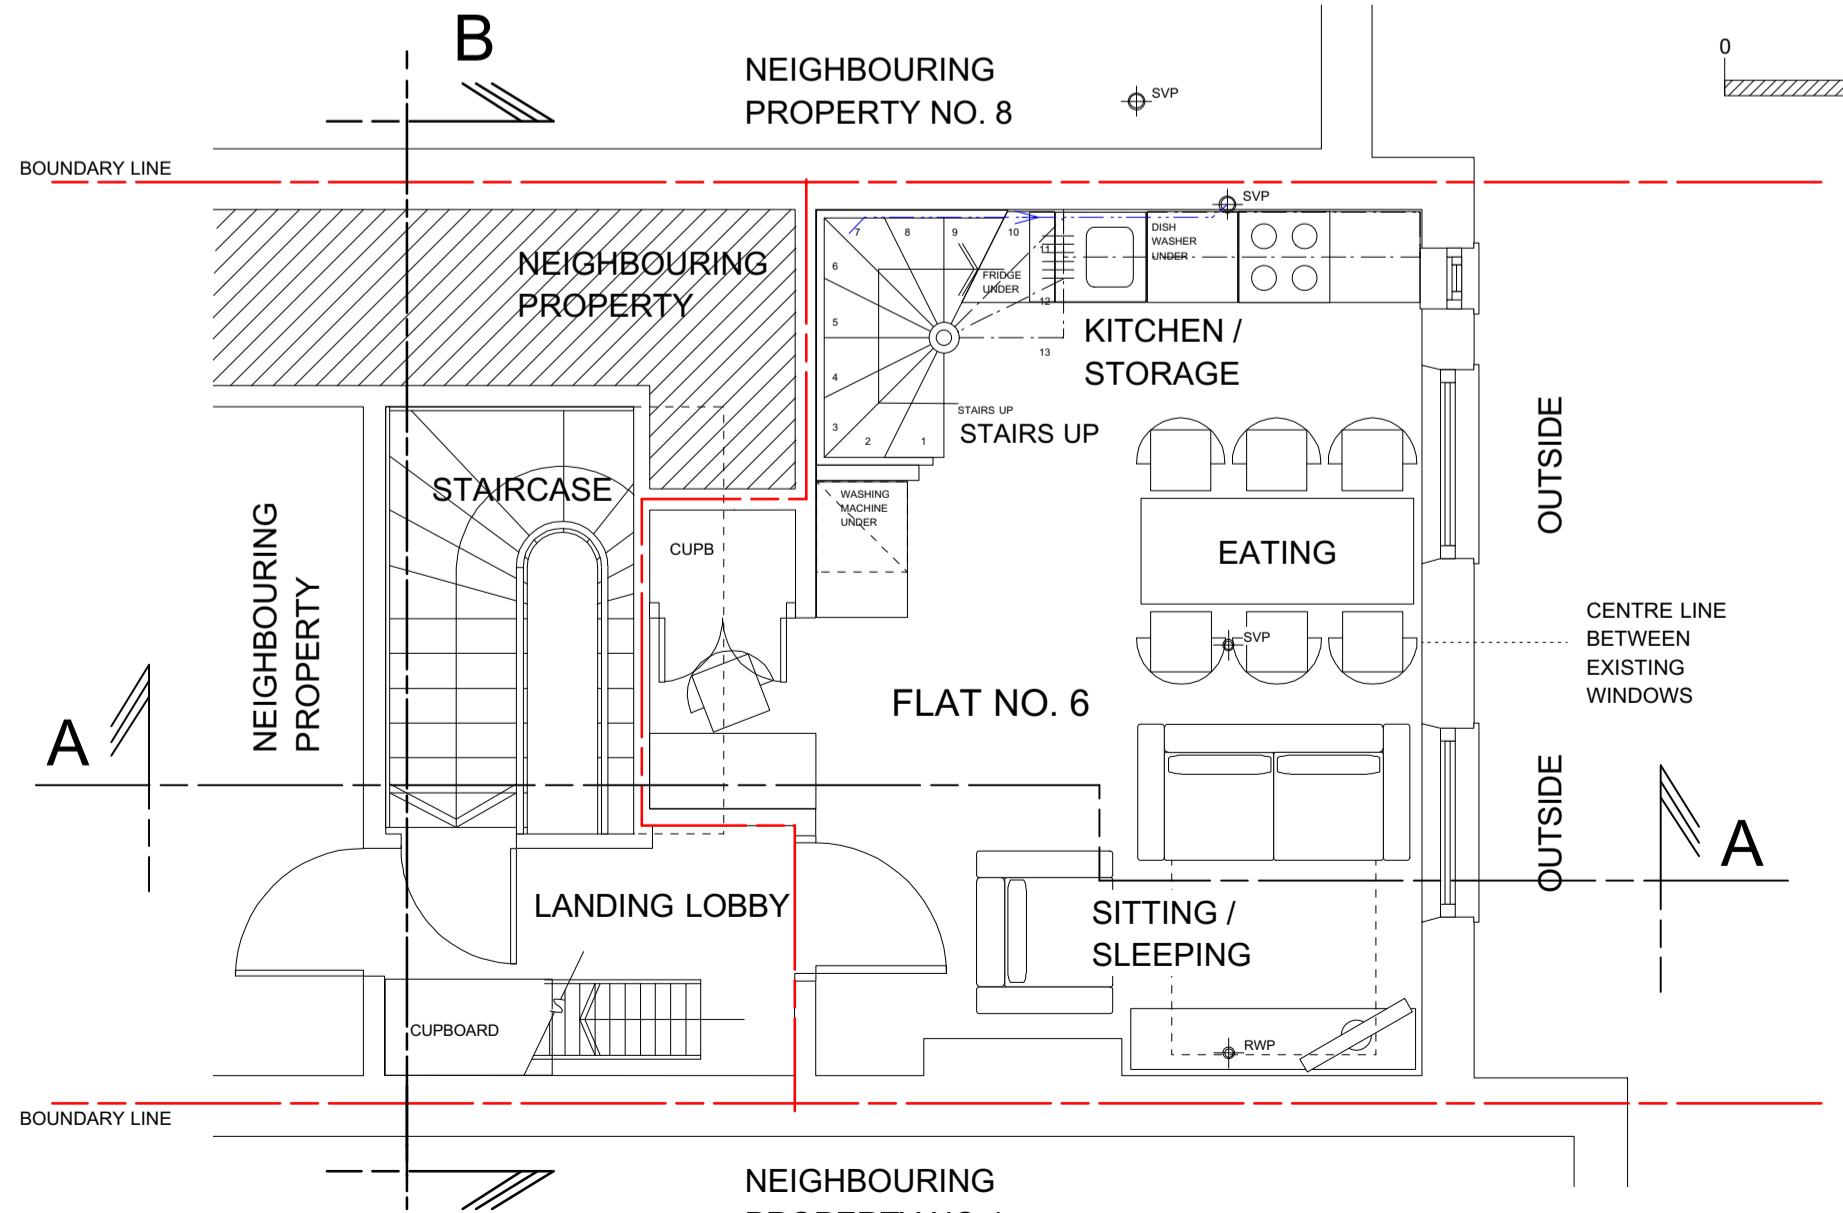 B
NEIGHBOURING
PROPERTY NO. 8
SVP
0
BOUNDARY LINE
SVP
NEIGHBOURING
PROPERTY
7
8
9
10
11
12
13
6
5
4
3
2
1
FRIDGE
UNDER
DISH
WASHER
UNDER
KITCHEN /
STORAGE
STAIRS UP
STAIRS UP
STAIRCASE
WASHING
MACHINE
UNDER
CUPB
EATING
OUTSIDE
NEIGHBOURING
PROPERTY
SVP
CENTRE LINE
BETWEEN
EXISTING
WINDOWS
FLAT NO. 6
A
OUTSIDE
A
LANDING LOBBY
SITTING /
SLEEPING
CUPBOARD
RWP
BOUNDARY LINE
NEIGHBOURING